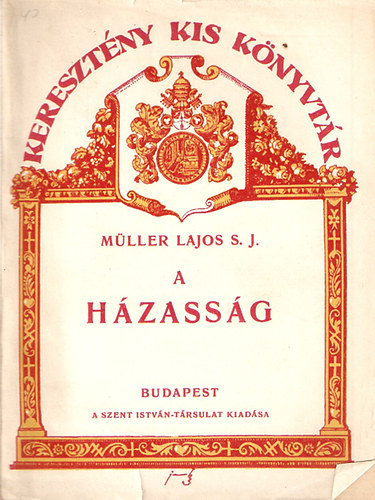 KERESZTÉNY KIS KÖNYVTÁR
MÜLLER LAJOS S. J.
A
HÁZASSÁG
BUDAPEST
A SZENT ISTVÁN-TÁRSULAT KIADÁSA